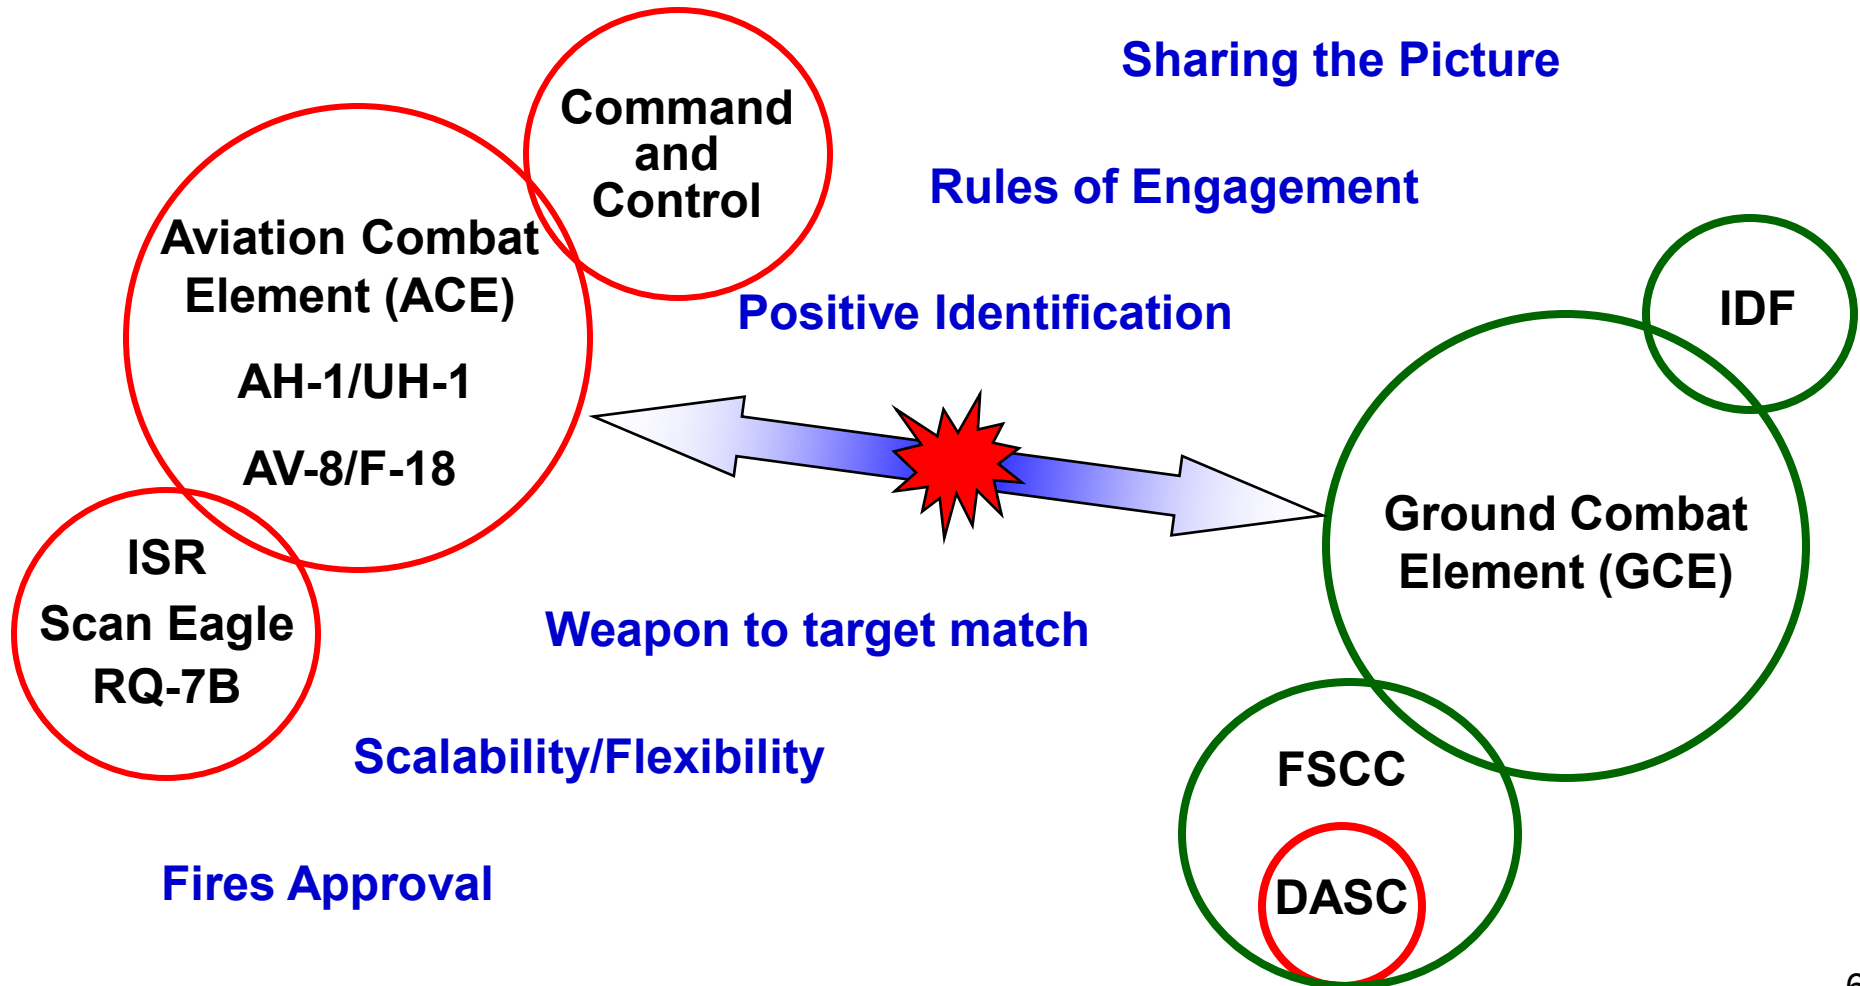 Sharing the Picture
Command
and
Control
Rules of Engagement
Aviation Combat
Element (ACE)
AH-1/UH-1
AV-8/F-18
Positive Identification
IDF
Ground Combat
Element (GCE)
ISR
Scan Eagle
RQ-7B
Weapon to target match
Scalability/Flexibility
FSCC
DASC
Fires Approval
6